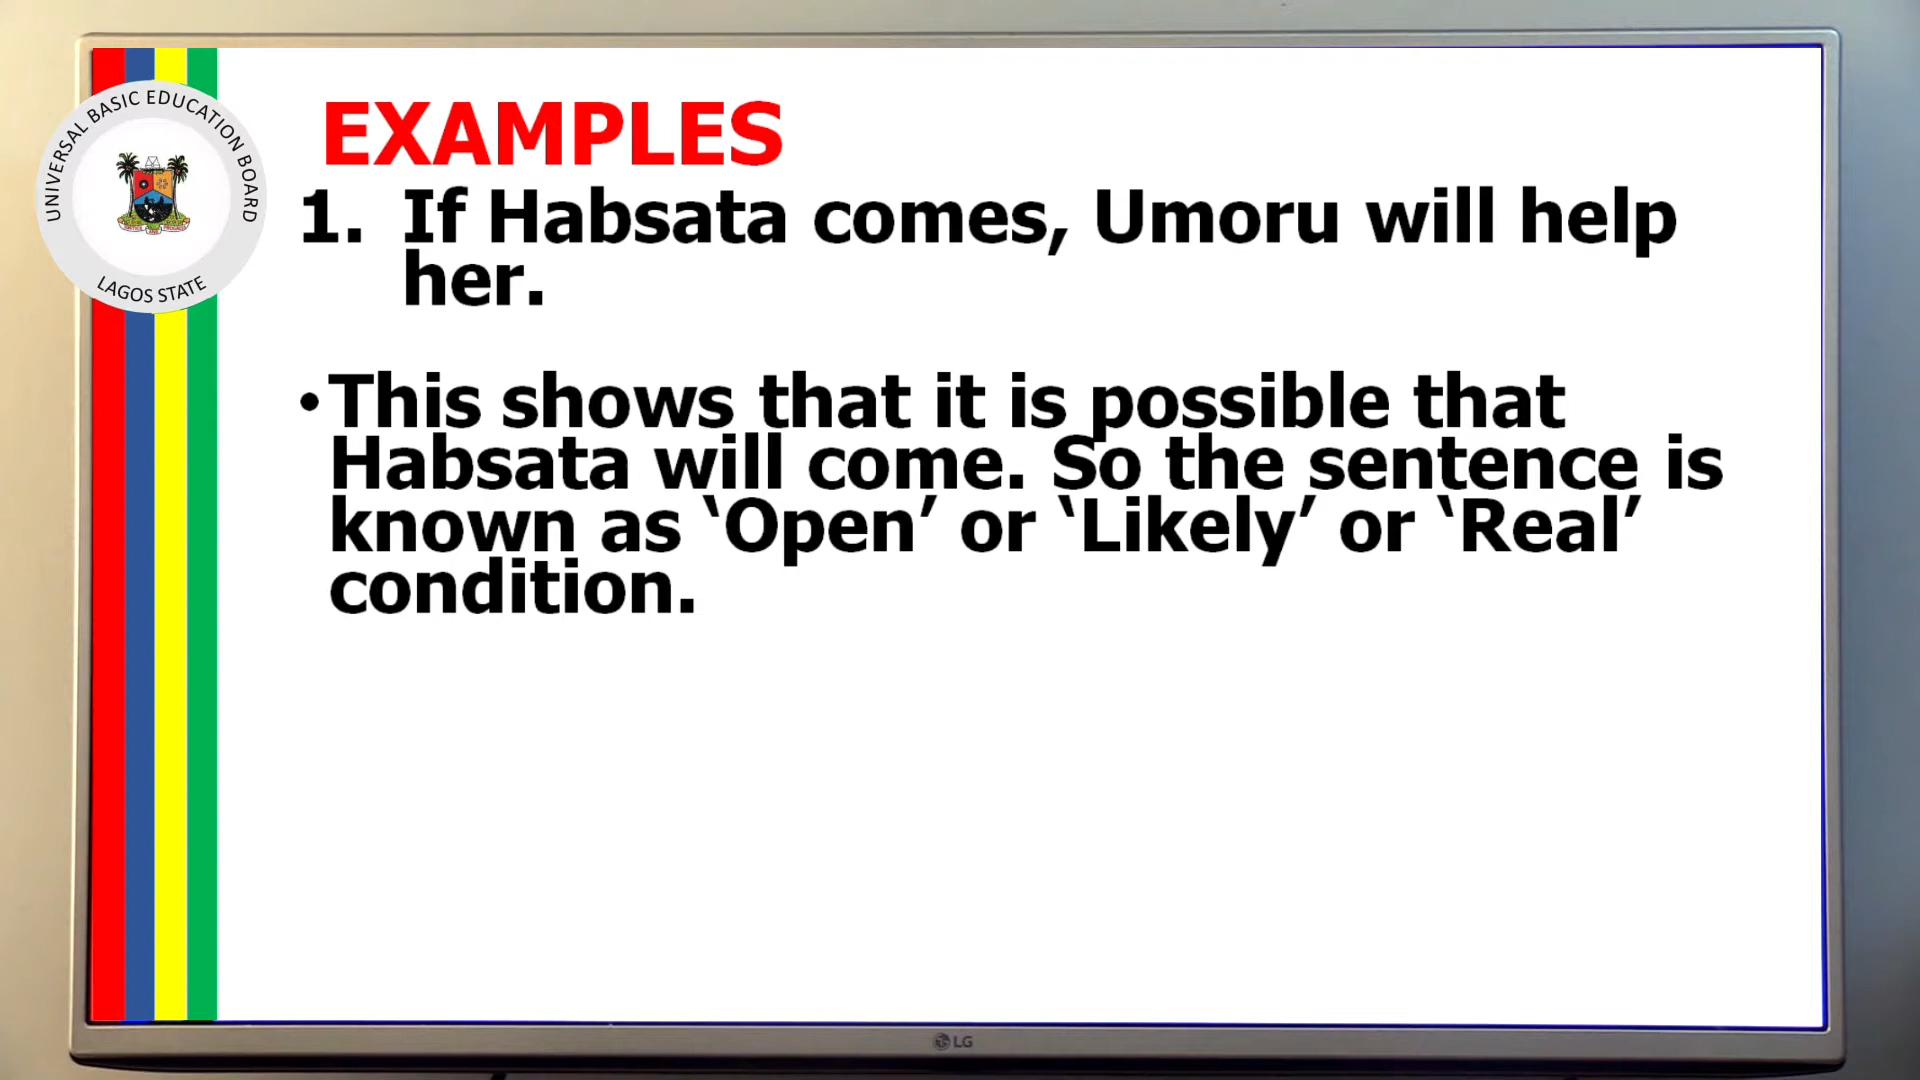 UNIVERSAL BASIC EDUCATION BOARD
LAGOS STATE
EXAMPLES
1. If Habsata comes, Umoru will help
her.
•This shows that it is possible that
Habsata will come. So the sentence is
known as ‘Open’ or ‘Likely’ or ‘Real’
condition.
LG